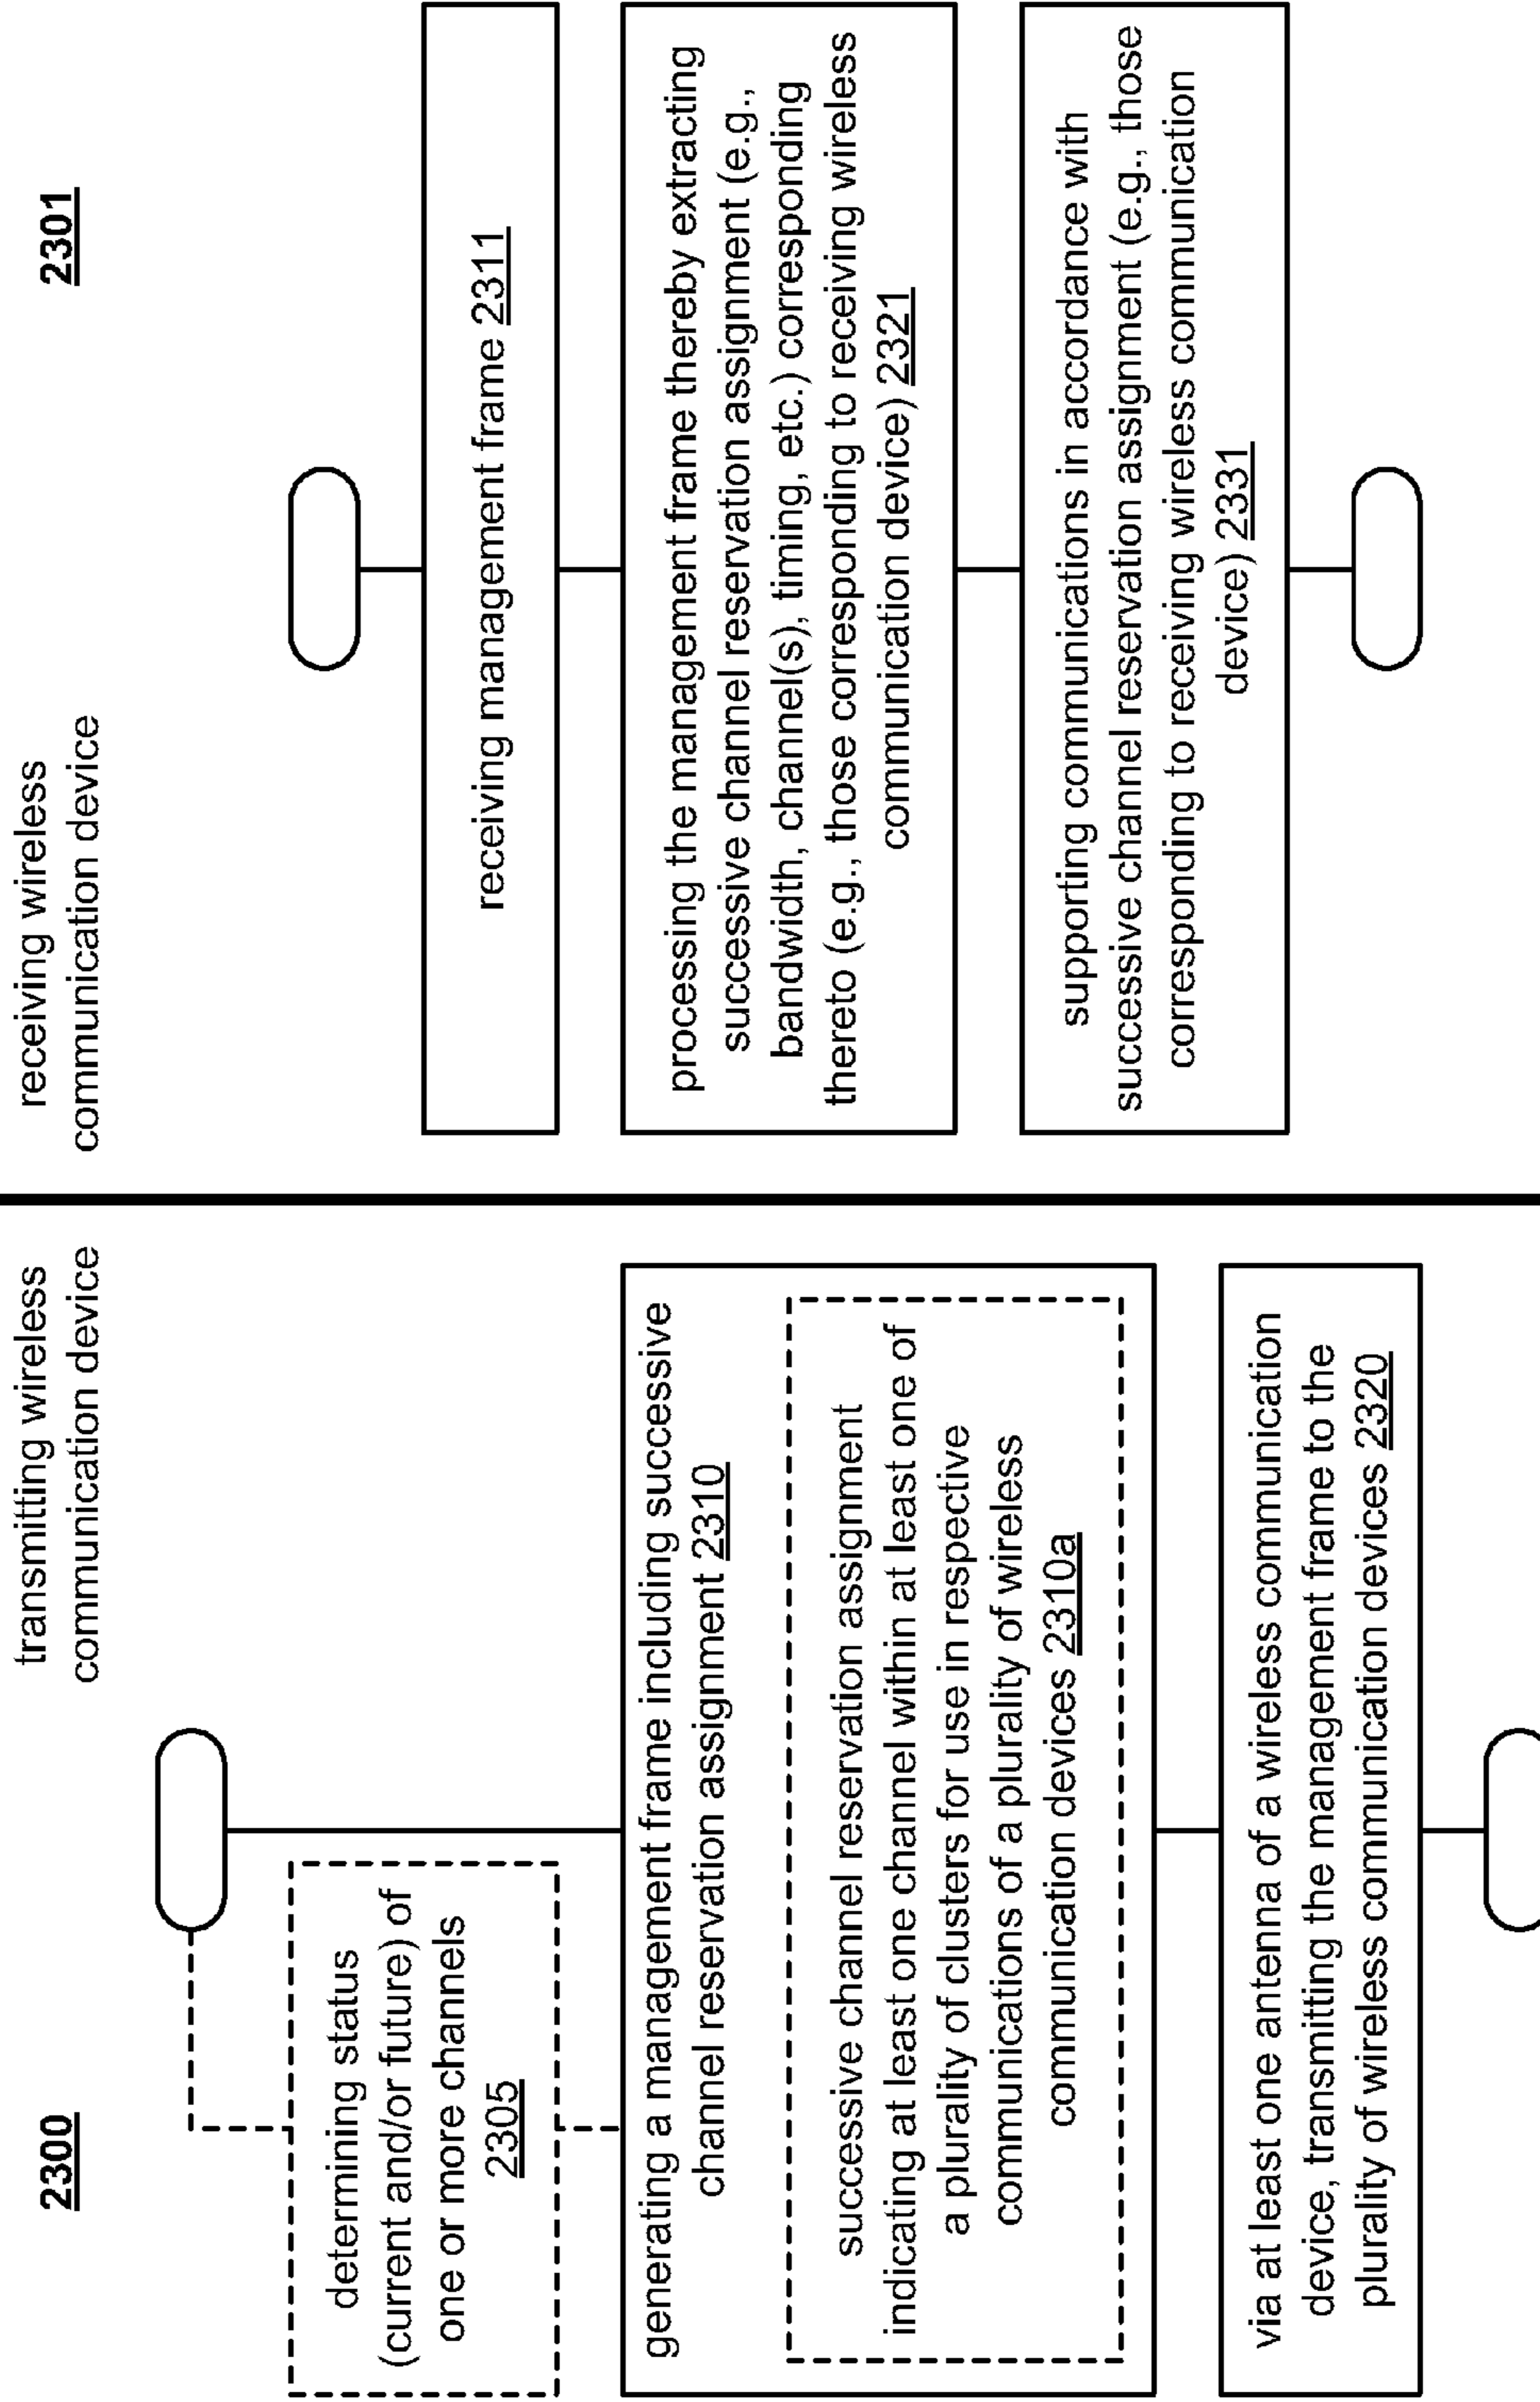 2300
transmitting wireless
communication device
determining status
(current and/or future) of
one or more channels
2305
generating a management frame including successive
channel reservation assignment 2310
successive channel reservation assignment
indicating at least one channel within at least one of
a plurality of clusters for use in respective
communications of a plurality of wireless
communication devices 2310a
via at least one antenna of a wireless communication
device, transmitting the management frame to the
plurality of wireless communication devices 2320
receiving wireless
communication device
2301
receiving management frame 2311
processing the management frame thereby extracting
successive channel reservation assignment (e.g.,
bandwidth, channel(s), timing, etc.) corresponding
thereto (e.g., those corresponding to receiving wireless
communication device) 2321
supporting communications in accordance with
successive channel reservation assignment (e.g., those
corresponding to receiving wireless communication
device) 2331